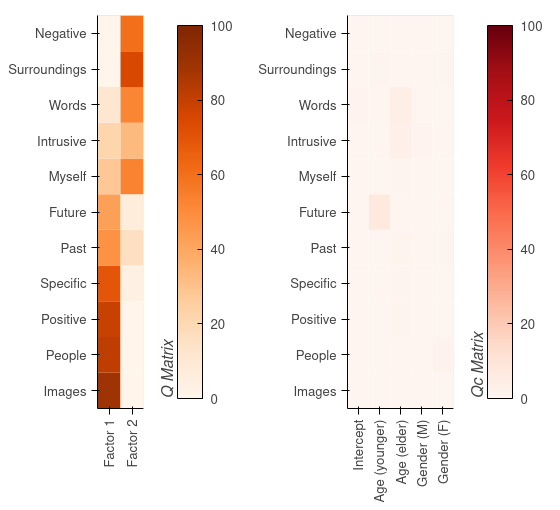 Negative
Surroundings
Words
Intrusive
Myself
Future
Past
Specific
Positive
People
Images
Factor 1
Factor 2
100
80
60
40
20
0
Q Matrix
Negative
Surroundings
Words
Intrusive
Myself
Future
Past
Specific
Positive
People
Images
Intercept
Age (younger)
Age (elder)
Gender (M)
Gender (F)
100
80
60
40
20
0
Qc Matrix